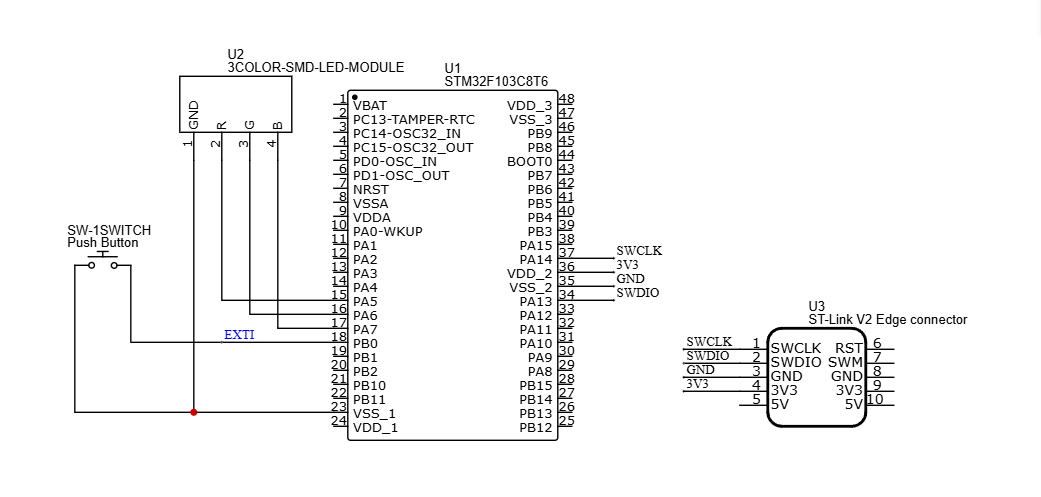 U2
3COLOR-SMD-LED-MODULE
GND
R
G
B
1
2
3
4
SW-1SWITCH
Push Button
EXTI
U1
STM32F103C8T6
1 VBAT
2 PC13-TAMPER-RTC
3 PC14-OSC32_IN
4 PC15-OSC32_OUT
5 PD0-OSC_IN
6 PD1-OSC_OUT
7 NRST
8 VSSA
9 VDDA
10 PA0-WKUP
11 PA1
12 PA2
13 PA3
14 PA4
15 PA5
16 PA6
17 PA7
18 PB0
19 PB1
20 PB2
21 PB10
22 PB11
23 VSS_1
24 VDD_1
VDD_3 48
VSS_3 47
PB9 46
PB8 45
BOOT0 44
PB7 43
PB6 42
PB5 41
PB4 40
PB3 39
PA15 38
PA14 37 SWCLK
VDD_2 36 3V3
VSS_2 35 GND
PA13 34 SWDIO
PA12 33
PA11 32
PA10 31
PA9 30
PA8 29
PB15 28
PB14 27
PB13 26
PB12 25
U3
ST-Link V2 Edge connector
SWCLK 1 SWCLK
SWDIO 2 SWDIO
GND 3 GND
3V3 4 3V3
5 5V
RST 6
SWM 7
GND 8
3V3 9
5V 10